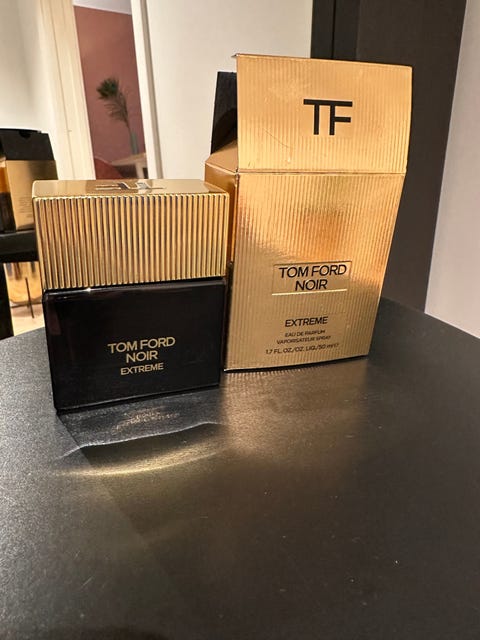 TF
TOM FORD
NOIR
EXTREME
EAU DE PARFUM
VAPORISATEUR SPRAY
1.7 FL.OZ./OZ. LIQ./50 ml ℮
TF
TOM FORD
NOIR
EXTREME